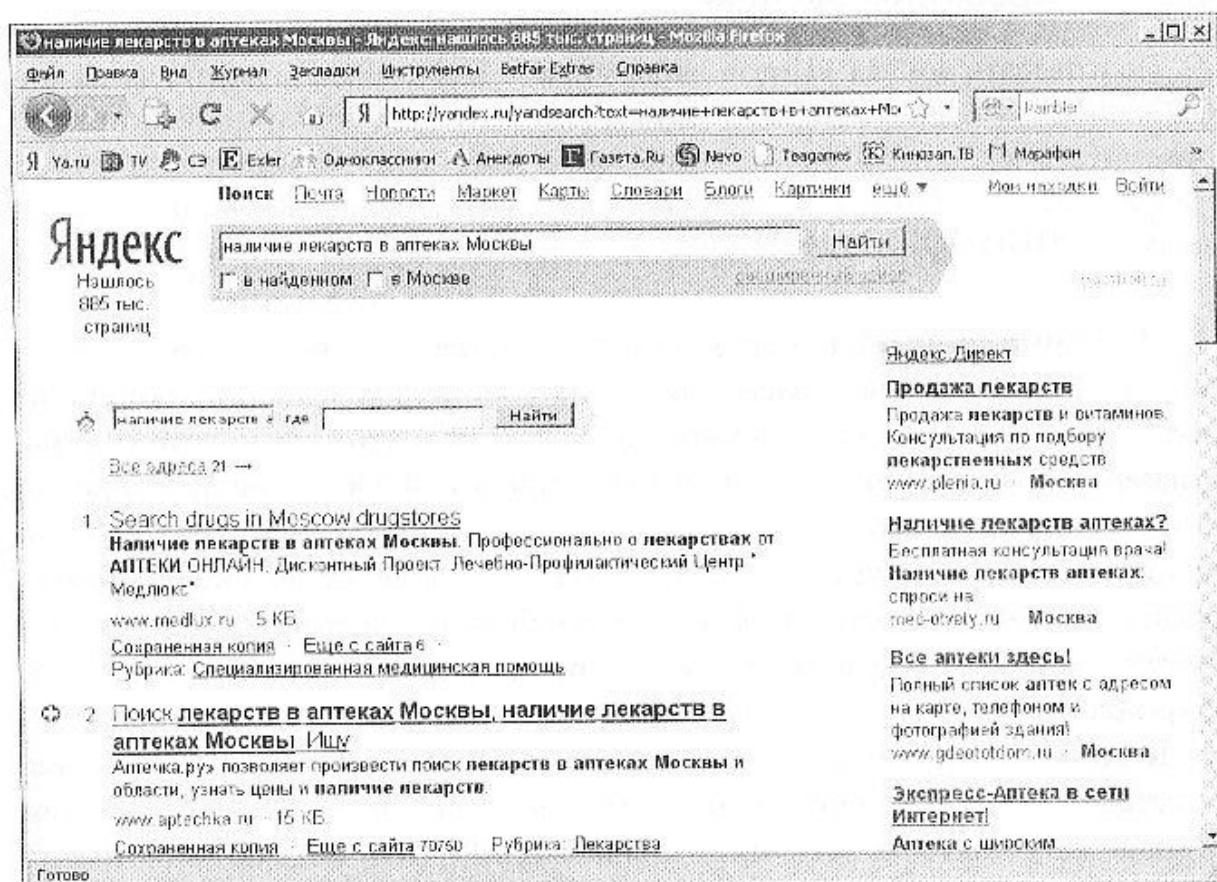 наличие лекарств в аптеках Москвы - Яндекс: нашлось 885 тыс. страниц - Mozilla Firefox
Файл Правка Вид Журнал Закладки Инструменты Betfair Extras Справка
http://yandex.ru/yandsearch?text=наличие+лекарств+в+аптеках+Мо
Rambler
Я Ya.ru TV СЭ E Exler Одноклассники Анекдоты Газета.Ru Nevo Teagames Кинозал.ТВ Марафон »
Поиск Почта Новости Маркет Карты Словари Блоги Картинки ещё ▼ Мои находки Войти
Яндекс
наличие лекарств в аптеках Москвы Найти
в найденном в Москве расширенный поиск
Нашлось
885 тыс.
страниц
наличие лекарств в где Найти
Все адреса 21 →
1. Search drugs in Moscow drugstores
Наличие лекарств в аптеках Москвы. Профессионально о лекарствах от
АПТЕКИ ОНЛАЙН. Дисконтный Проект. Лечебно-Профилактический Центр "
Медлюкс"
www.medlux.ru · 5 КБ
Сохраненная копия · Еще с сайта 6 ·
Рубрика: Специализированная медицинская помощь
2. Поиск лекарств в аптеках Москвы, наличие лекарств в
аптеках Москвы. Ищу
Аптечка.ру» позволяет произвести поиск лекарств в аптеках Москвы и
области, узнать цены и наличие лекарств.
www.aptechka.ru · 15 КБ
Сохраненная копия · Еще с сайта 70760 · Рубрика: Лекарства
Яндекс.Директ
Продажа лекарств
Продажа лекарств и витаминов.
Консультация по подбору
лекарственных средств
www.plenia.ru Москва
Наличие лекарств аптеках?
Бесплатная консультация врача!
Наличие лекарств аптеках:
спроси на
med-otvety.ru Москва
Все аптеки здесь!
Полный список аптек с адресом
на карте, телефоном и
фотографией здания!
www.gdeetotdom.ru Москва
Экспресс-Аптека в сети
Интернет!
Аптека с широким
Готово